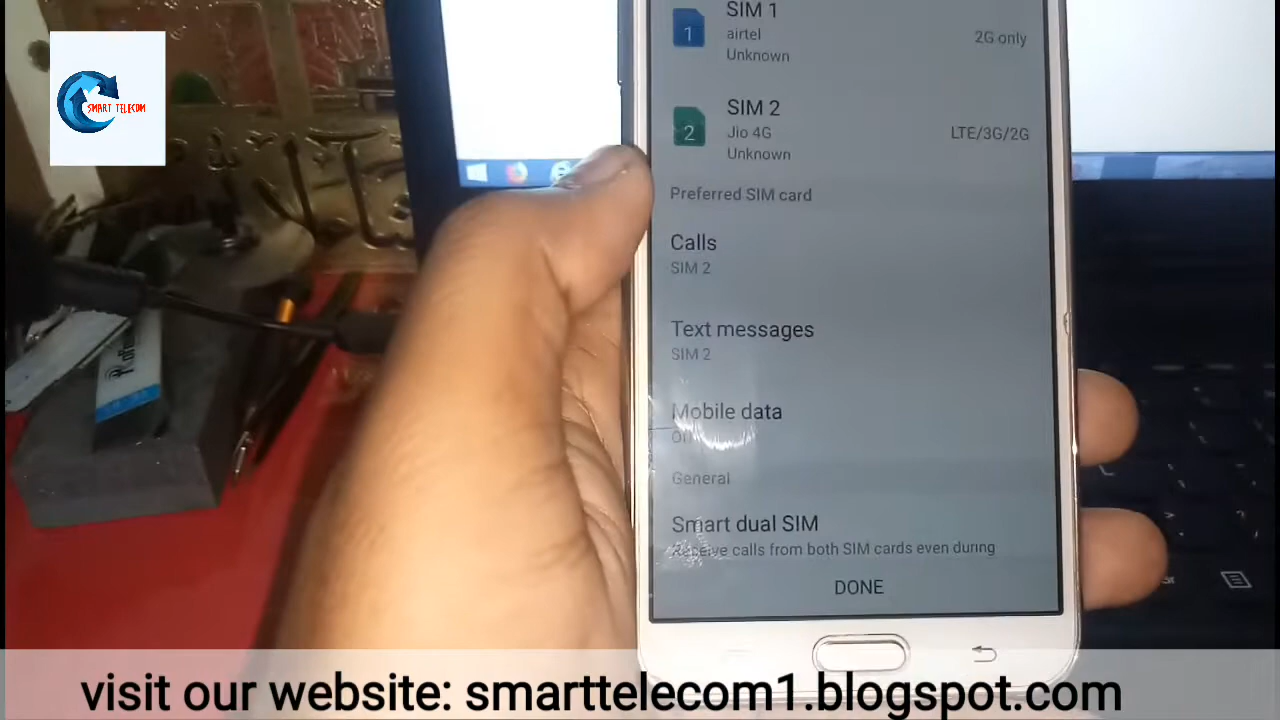 SMART TELECOM
SIM 1
airtel
Unknown
2G only
1
SIM 2
2
Jio 4G
Unknown
LTE/3G/2G
Preferred SIM card
Calls
SIM 2
Text messages
SIM 2
Mobile data
General
Smart dual SIM
Receive calls from both SIM cards even during
DONE
visit our website: smarttelecom1.blogspot.com